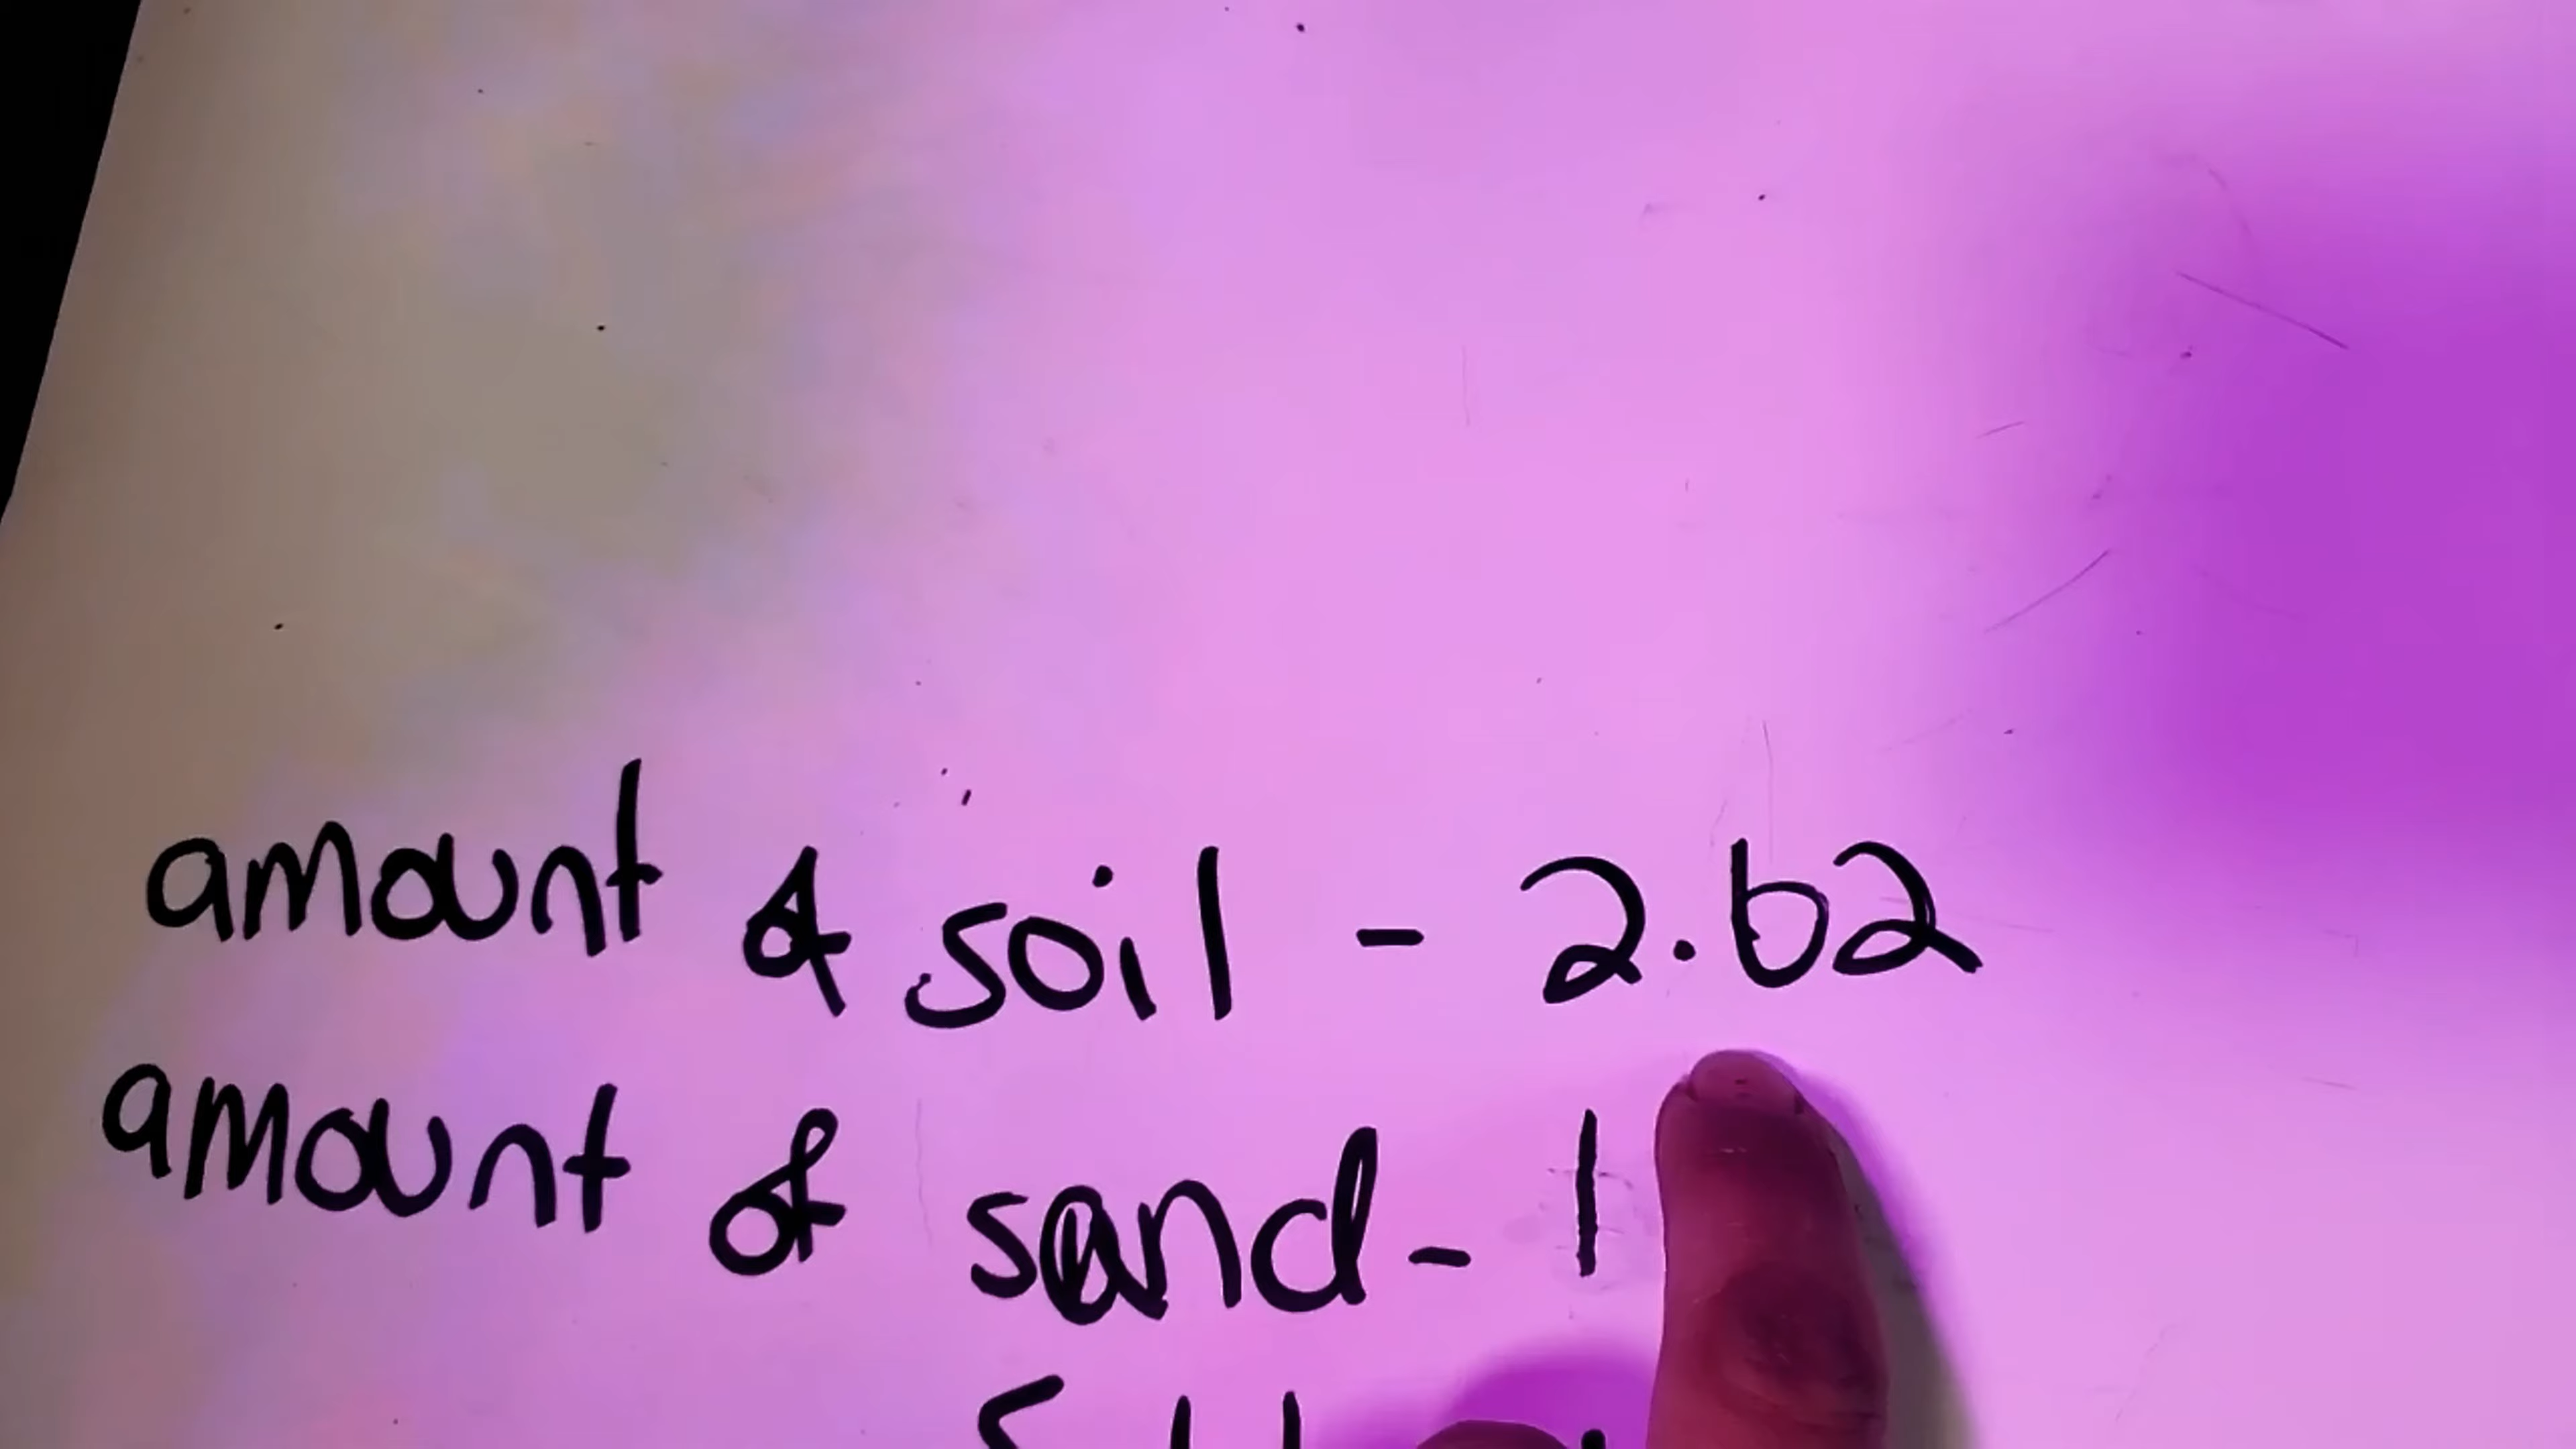 amount of soil - 2.62
amount of sand - 1